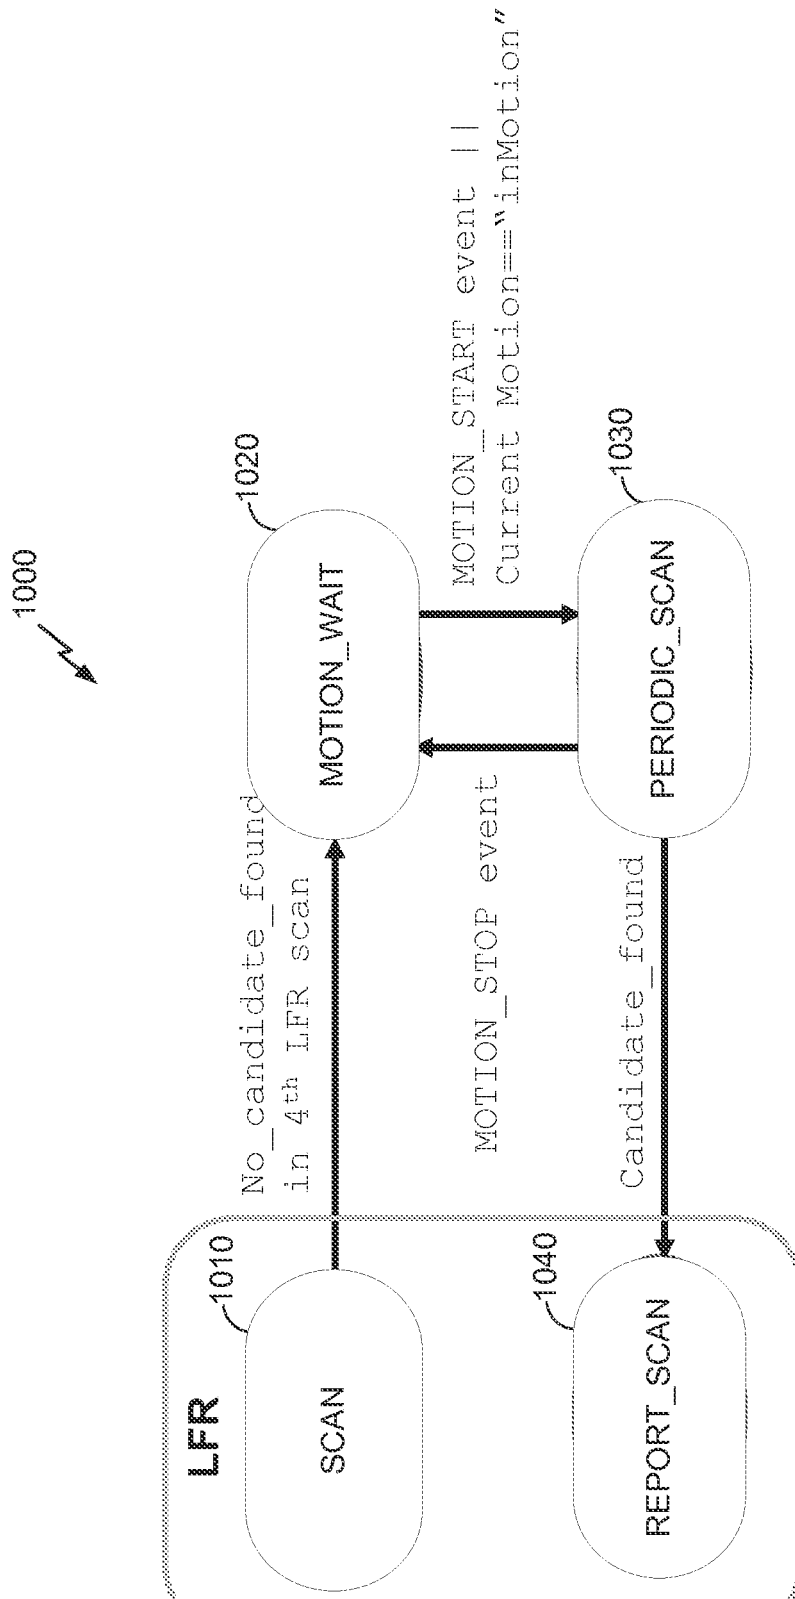 1000
LFR
1010
SCAN
No_candidate_found
in 4th LFR scan
1020
MOTION_WAIT
MOTION_STOP event
MOTION_START event ||
Current Motion=="inMotion"
1040
REPORT_SCAN
Candidate_found
1030
PERIODIC_SCAN